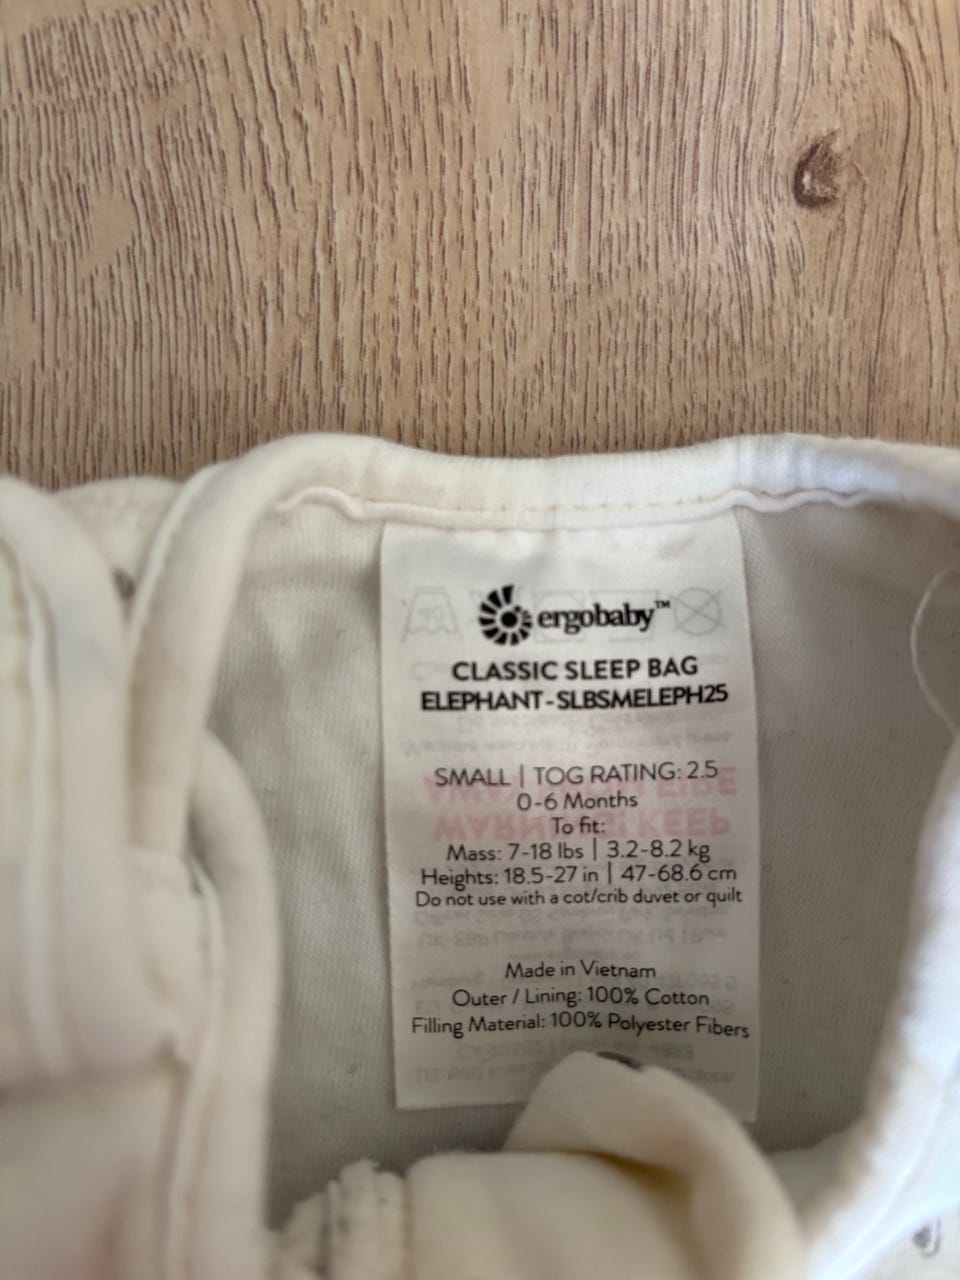 ergobaby™
CLASSIC SLEEP BAG
ELEPHANT-SLBSMELEPH25
SMALL | TOG RATING: 2.5
0-6 Months
To fit:
Mass: 7-18 lbs | 3.2-8.2 kg
Heights: 18.5-27 in | 47-68.6 cm
Do not use with a cot/crib duvet or quilt
Made in Vietnam
Outer / Lining: 100% Cotton
Filling Material: 100% Polyester Fibers